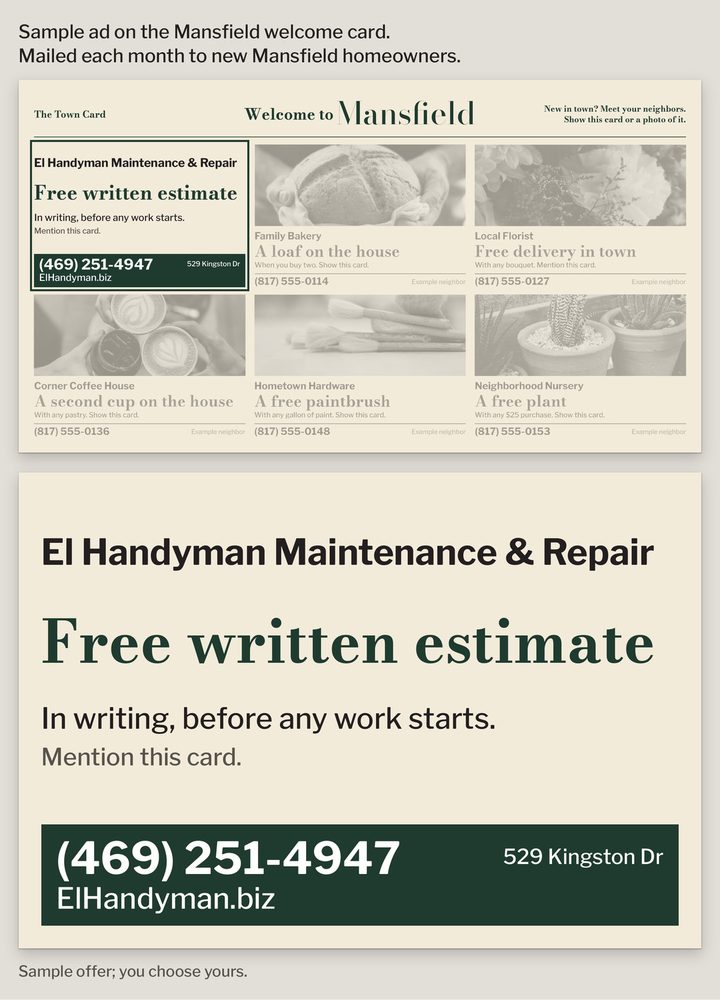 Sample ad on the Mansfield welcome card.
Mailed each month to new Mansfield homeowners.
The Town Card
Welcome to Mansfield
New in town? Meet your neighbors.
Show this card or a photo of it.
El Handyman Maintenance & Repair
Free written estimate
In writing, before any work starts.
Mention this card.
(469) 251-4947
529 Kingston Dr
ElHandyman.biz
Family Bakery
A loaf on the house
When you buy two. Show this card.
(817) 555-0114
Example neighbor
Local Florist
Free delivery in town
With any bouquet. Mention this card.
(817) 555-0127
Example neighbor
Corner Coffee House
A second cup on the house
With any pastry. Show this card.
(817) 555-0136
Example neighbor
Hometown Hardware
A free paintbrush
With any gallon of paint. Show this card.
(817) 555-0148
Example neighbor
Neighborhood Nursery
A free plant
With any $25 purchase. Show this card.
(817) 555-0153
Example neighbor
El Handyman Maintenance & Repair
Free written estimate
In writing, before any work starts.
Mention this card.
(469) 251-4947
529 Kingston Dr
ElHandyman.biz
Sample offer; you choose yours.